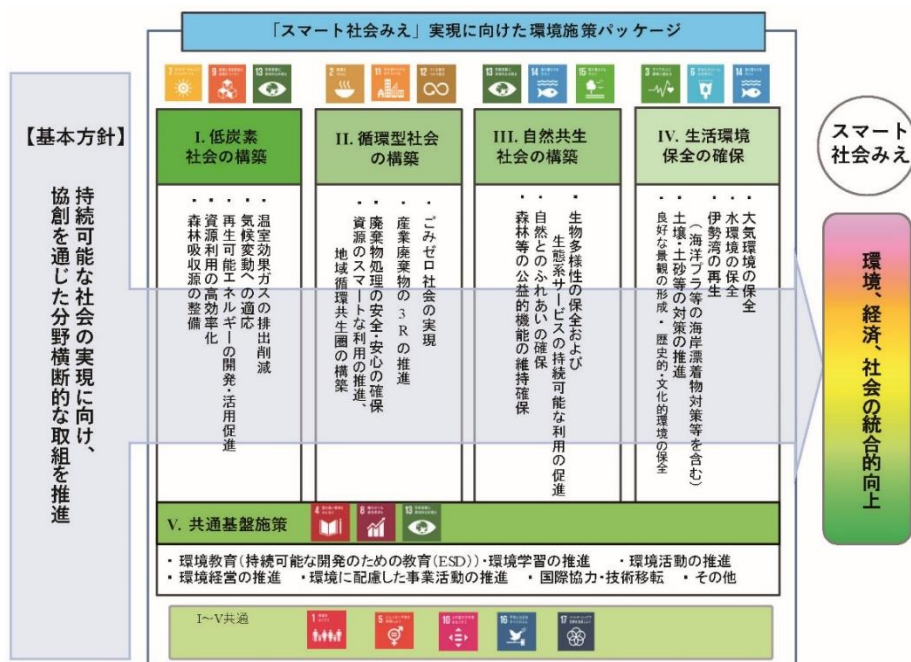 「スマート社会みえ」実現に向けた環境施策パッケージ
【基本方針】
持続可能な社会の実現に向け、
協創を通じた分野横断的な取組を推進
7
9
13
I. 低炭素
社会の構築
・温室効果ガスの排出削減
・気候変動への適応
・再生可能エネルギーの開発・活用促進
・資源利用の高効率化
・森林吸収源の整備
2
11
12
II. 循環型社会
の構築
・ごみゼロ社会の実現
・産業廃棄物の3Rの推進
・廃棄物処理の安全・安心の確保
・資源のスマートな利用の推進、
地域循環共生圏の構築
13
14
15
III. 自然共生
社会の構築
・生物多様性の保全および
生態系サービスの持続可能な利用の促進
・自然とのふれあいの確保
・森林等の公益的機能の維持確保
3
6
14
IV. 生活環境
保全の確保
・大気環境の保全
・水環境の保全
・伊勢湾の再生
（海洋プラ等の海岸漂着物対策等を含む）
・土壌・土砂等の対策の推進
・良好な景観の形成・歴史的・文化的環境の保全
V. 共通基盤施策
4
8
13
・環境教育(持続可能な開発のための教育(ESD))・環境学習の推進 ・環境活動の推進
・環境経営の推進 ・環境に配慮した事業活動の推進 ・国際協力・技術移転 ・その他
I～V共通
1
5
10
16
17
スマート
社会みえ
環境、経済、社会の統合的向上